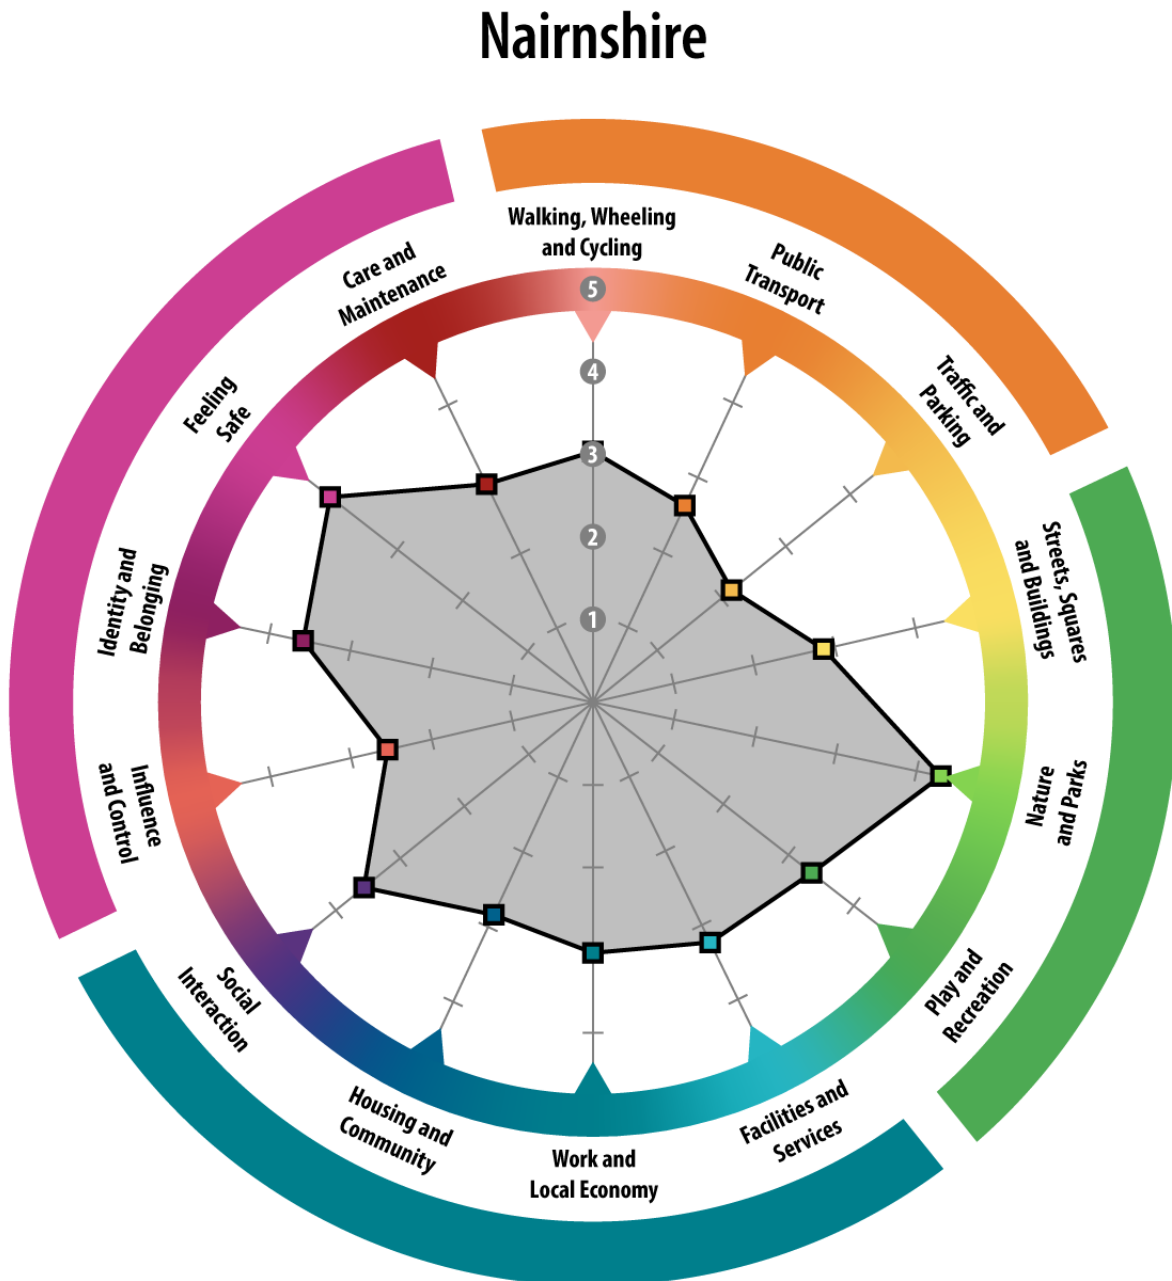 Nairnshire
Walking, Wheeling
and Cycling
Public
Transport
Traffic and
Parking
Streets, Squares
and Buildings
Nature
and Parks
Play and
Recreation
Facilities and
Services
Work and
Local Economy
Housing and
Community
Social
Interaction
Influence
and Control
Identity and
Belonging
Feeling
Safe
Care and
Maintenance
5
4
3
2
1